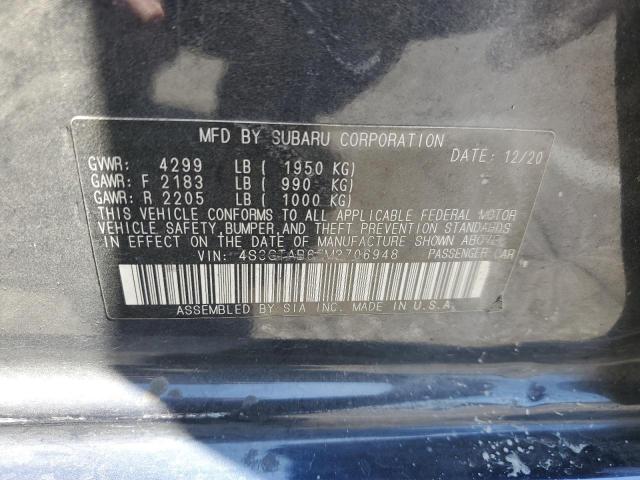 MFD BY SUBARU CORPORATION
DATE: 12/20
GVWR: 4299 LB ( 1950 KG)
GAWR: F 2183 LB ( 990 KG)
GAWR: R 2205 LB ( 1000 KG)
THIS VEHICLE CONFORMS TO ALL APPLICABLE FEDERAL MOTOR
VEHICLE SAFETY, BUMPER, AND THEFT PREVENTION STANDARDS
IN EFFECT ON THE DATE OF MANUFACTURE SHOWN ABOVE.
VIN: PASSENGER CAR
ASSEMBLED BY SIA INC. MADE IN U.S.A.